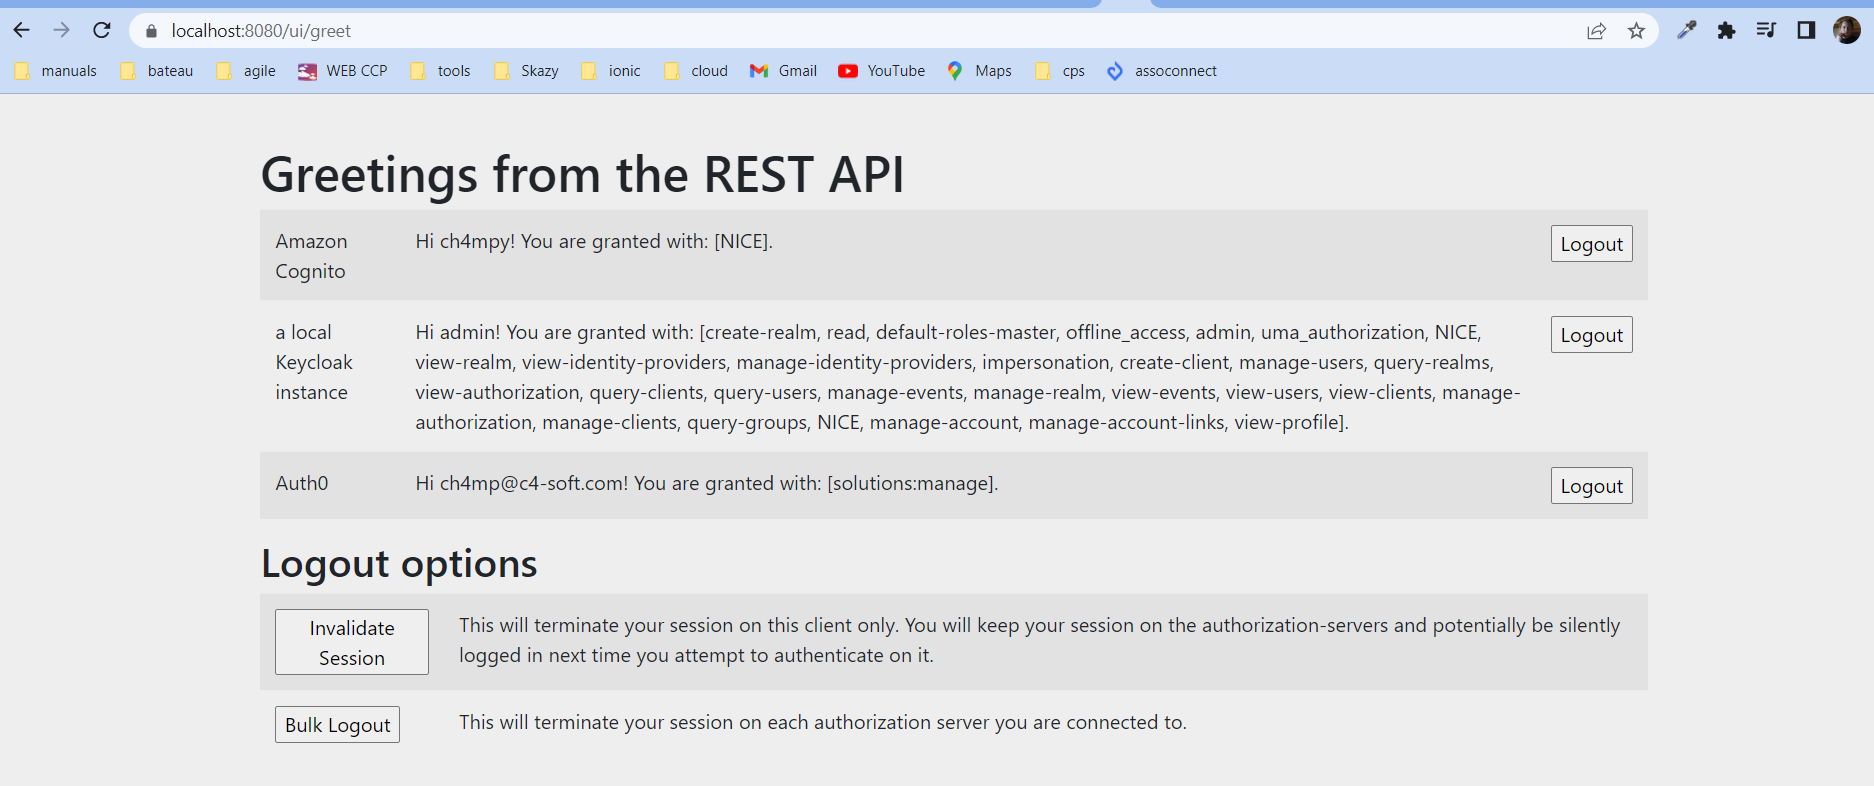 localhost:8080/ui/greet
manuals bateau agile WEB CCP tools Skazy ionic cloud Gmail YouTube Maps cps assoconnect
Greetings from the REST API
Amazon
Cognito
Hi ch4mpy! You are granted with: [NICE].
Logout
a local
Keycloak
instance
Hi admin! You are granted with: [create-realm, read, default-roles-master, offline_access, admin, uma_authorization, NICE,
view-realm, view-identity-providers, manage-identity-providers, impersonation, create-client, manage-users, query-realms,
view-authorization, query-clients, query-users, manage-events, manage-realm, view-events, view-users, view-clients, manage-
authorization, manage-clients, query-groups, NICE, manage-account, manage-account-links, view-profile].
Logout
Auth0
Hi ch4mp@c4-soft.com! You are granted with: [solutions:manage].
Logout
Logout options
Invalidate
Session
This will terminate your session on this client only. You will keep your session on the authorization-servers and potentially be silently
logged in next time you attempt to authenticate on it.
Bulk Logout
This will terminate your session on each authorization server you are connected to.